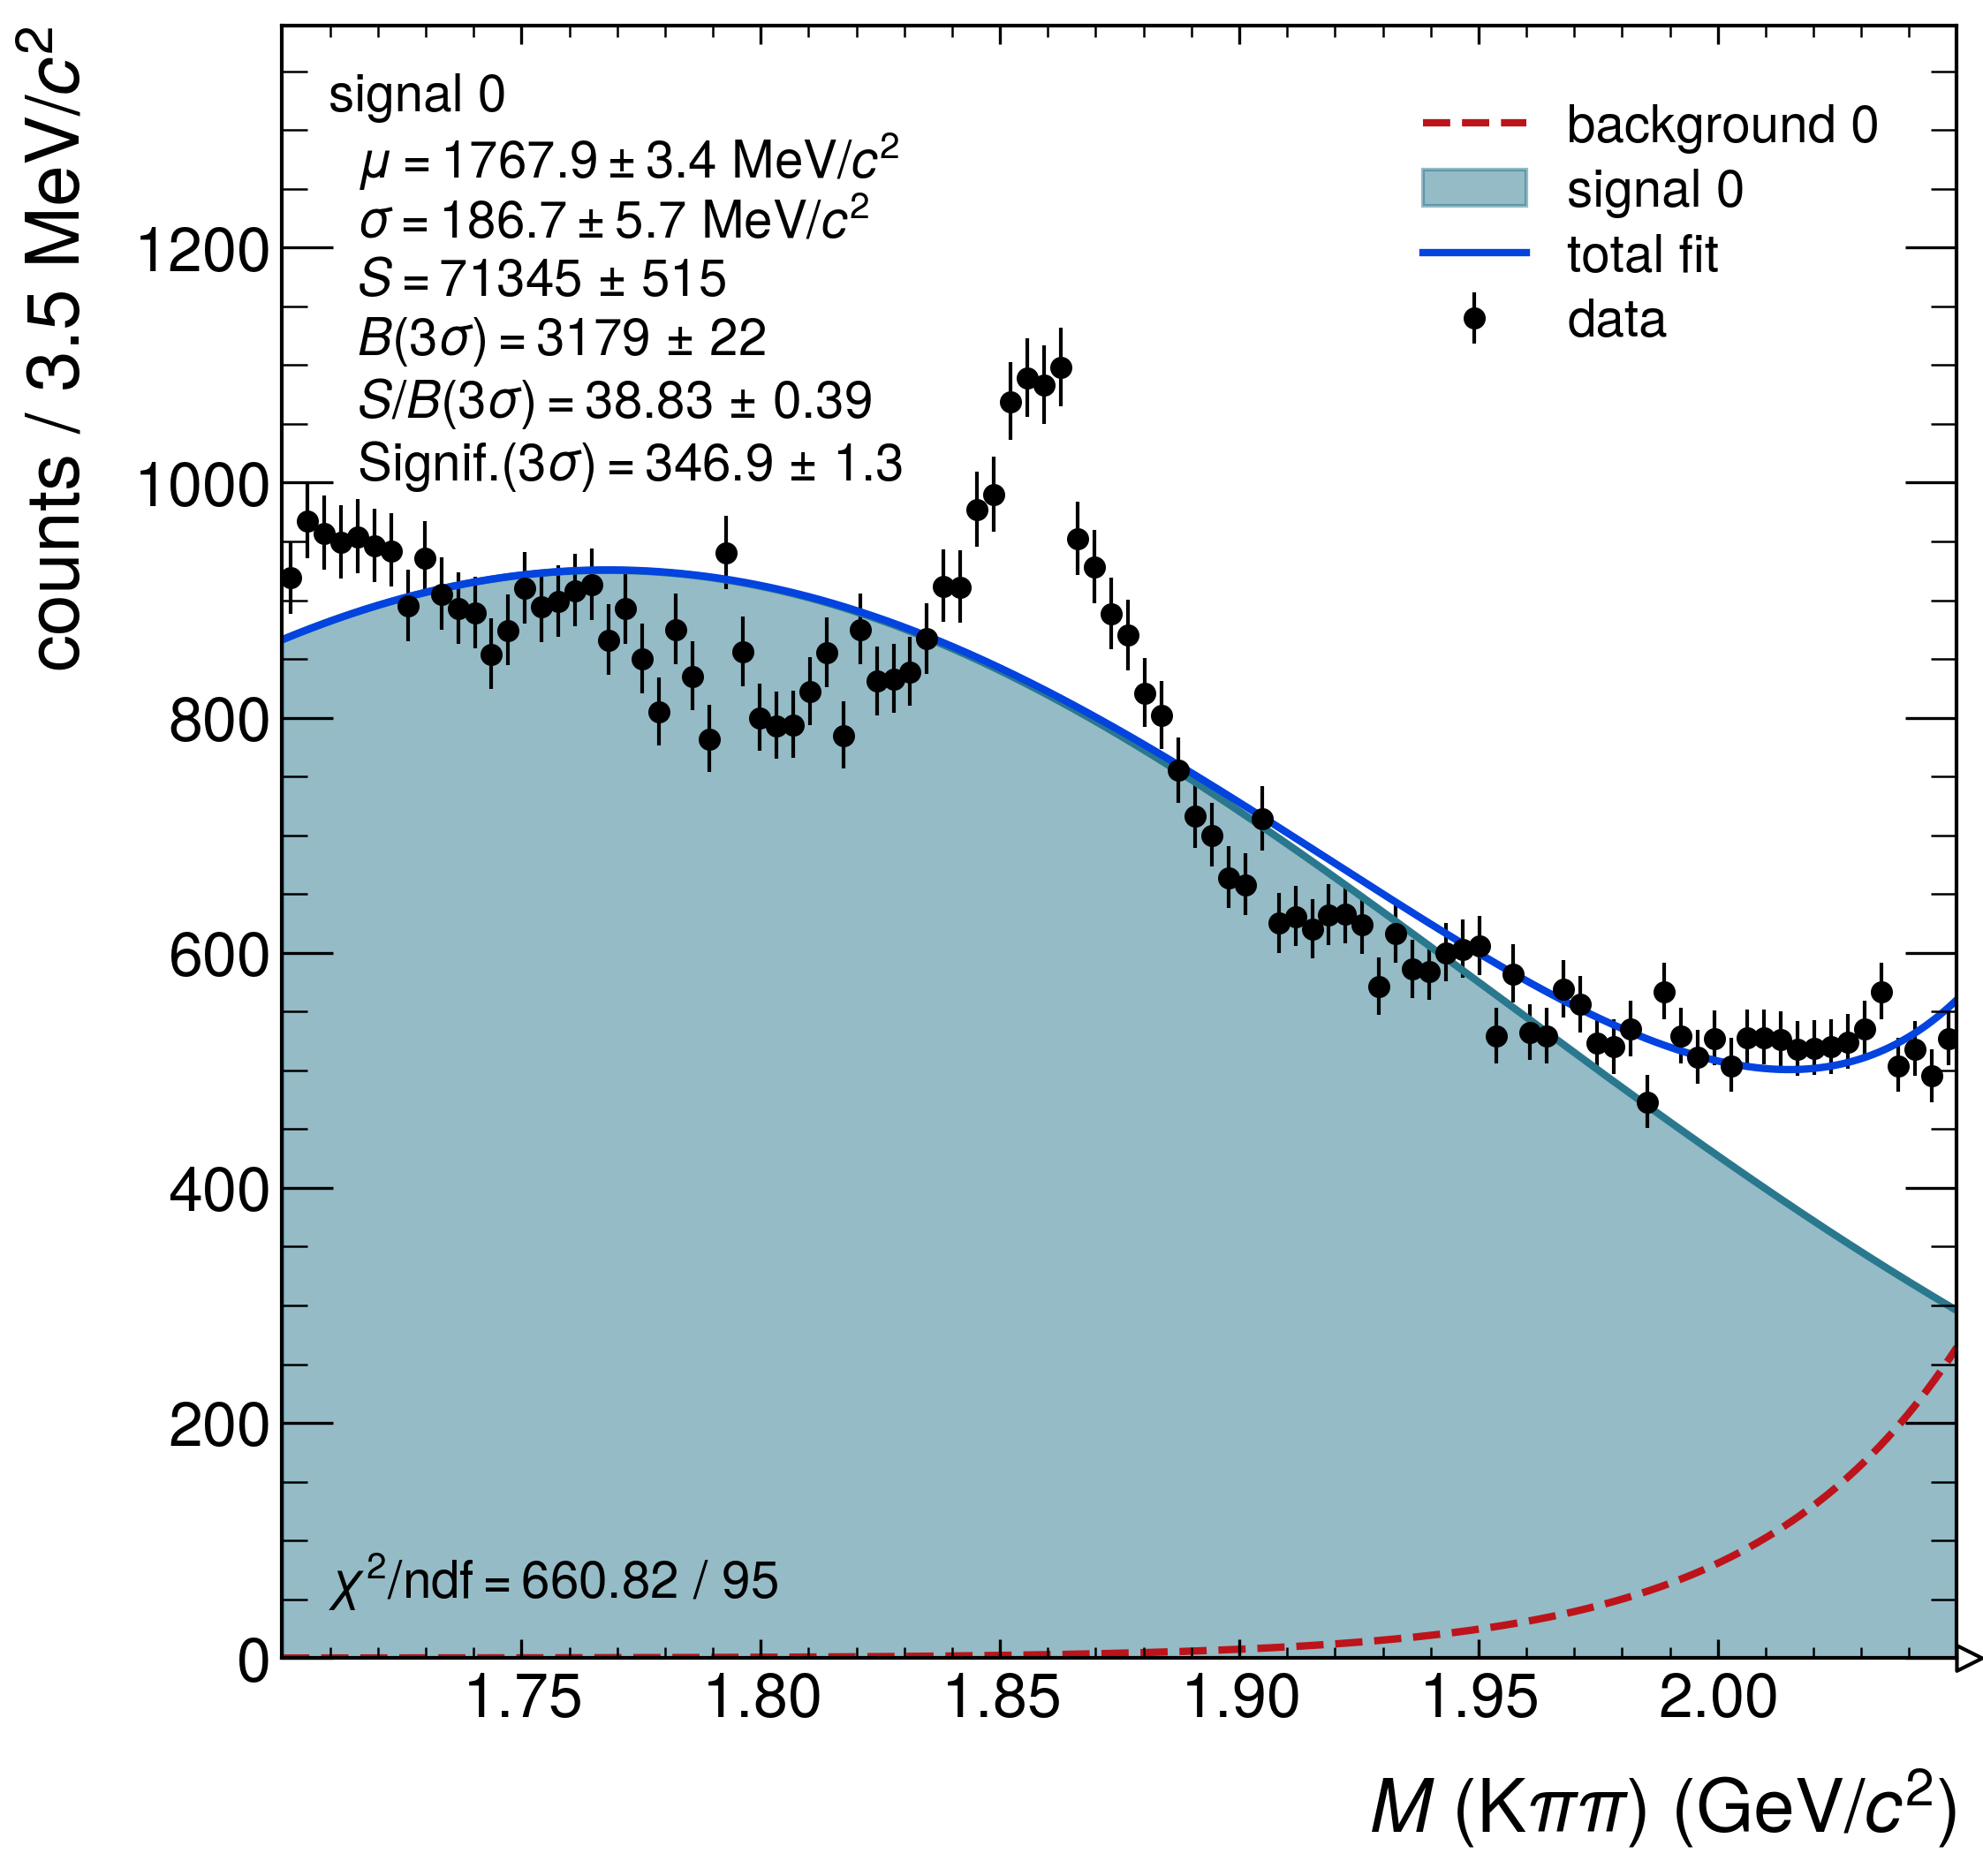 counts / 3.5 MeV/c²
signal 0
μ = 1767.9 ± 3.4 MeV/c²
σ = 186.7 ± 5.7 MeV/c²
S = 71345 ± 515
B(3σ) = 3179 ± 22
S/B(3σ) = 38.83 ± 0.39
Signif.(3σ) = 346.9 ± 1.3
background 0
signal 0
total fit
data
1200
1000
800
600
400
200
0
χ²/ndf = 660.82 / 95
1.75 1.80 1.85 1.90 1.95 2.00
M (Kππ) (GeV/c²)